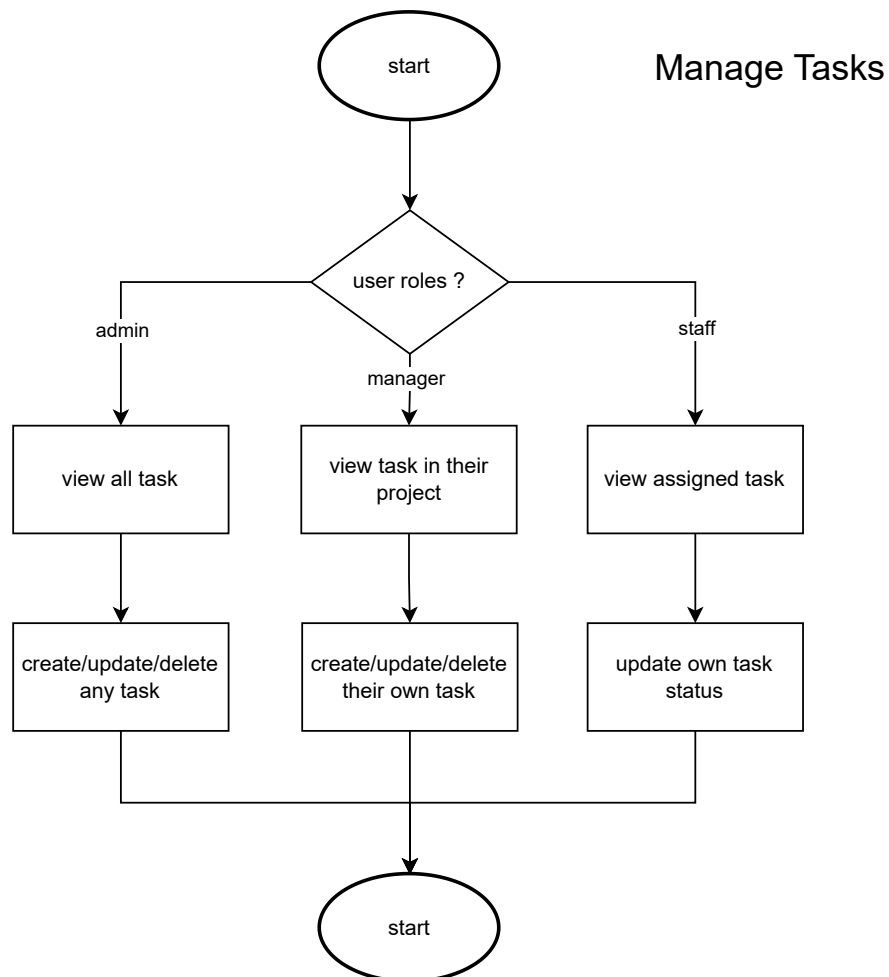 start
Manage Tasks
user roles ?
admin
staff
manager
view all task
view task in their
project
view assigned task
create/update/delete
any task
create/update/delete
their own task
update own task
status
start